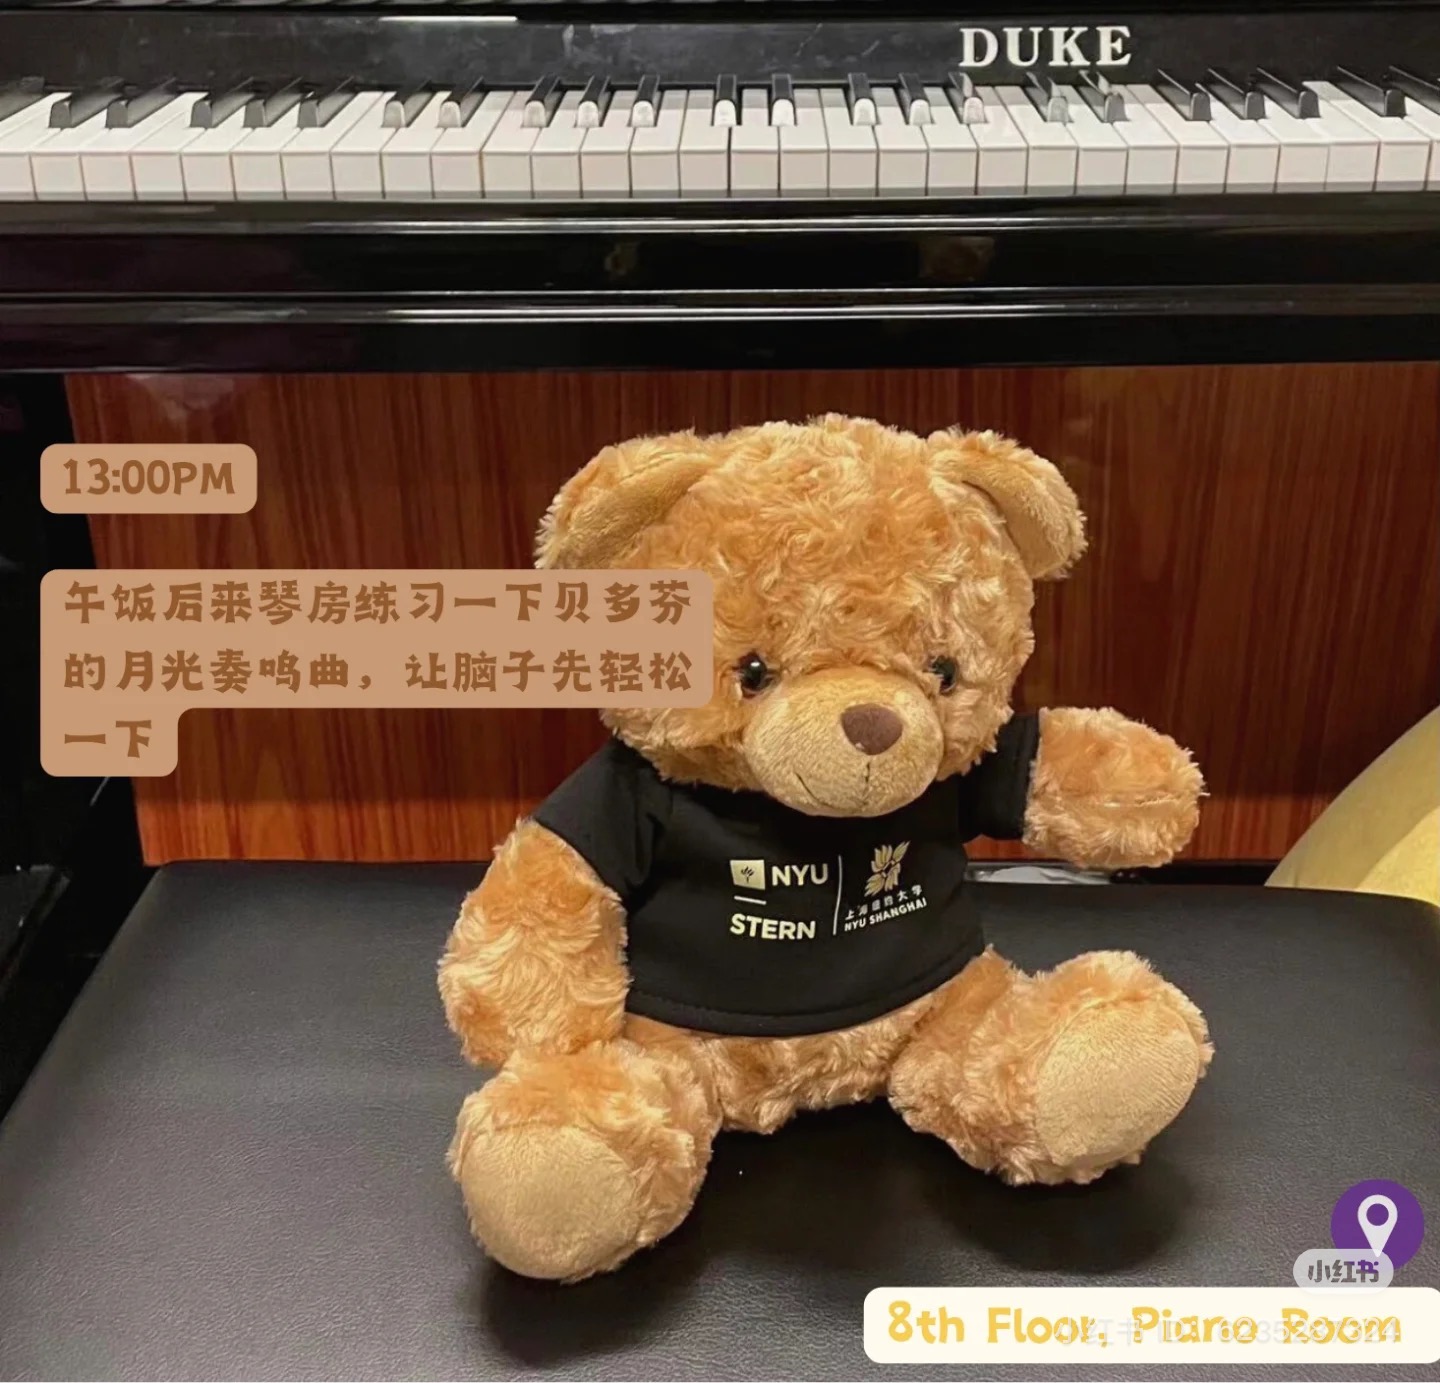 DUKE
13:00PM
午饭后来琴房练习一下贝多芬
的月光奏鸣曲，让脑子先轻松
一下
NYU
STERN
上海纽约大学
NYU SHANGHAI
小红书
8th Floor, Piano Room